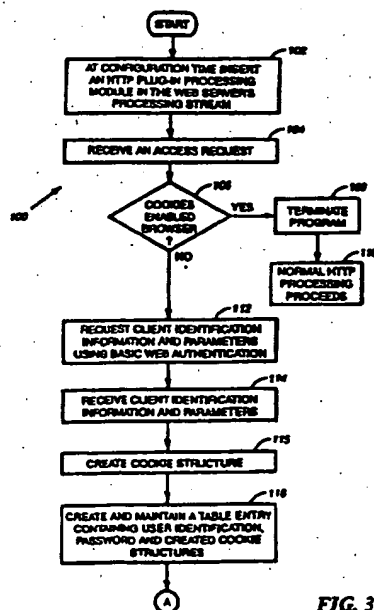 START
102
AT CONFIGURATION TIME INSERT
AN HTTP PLUG-IN PROCESSING
MODULE IN THE WEB SERVER'S
PROCESSING STREAM
104
RECEIVE AN ACCESS REQUEST
100
106
COOKIES
ENABLED
BROWSER
?
YES
NO
108
TERMINATE
PROGRAM
110
NORMAL HTTP
PROCESSING
PROCEEDS
112
REQUEST CLIENT IDENTIFICATION
INFORMATION AND PARAMETERS
USING BASIC WEB AUTHENTICATION
114
RECEIVE CLIENT IDENTIFICATION
INFORMATION AND PARAMETERS
115
CREATE COOKIE STRUCTURE
116
CREATE AND MAINTAIN A TABLE ENTRY
CONTAINING USER IDENTIFICATION,
PASSWORD AND CREATED COOKIE
STRUCTURES
A
FIG. 3